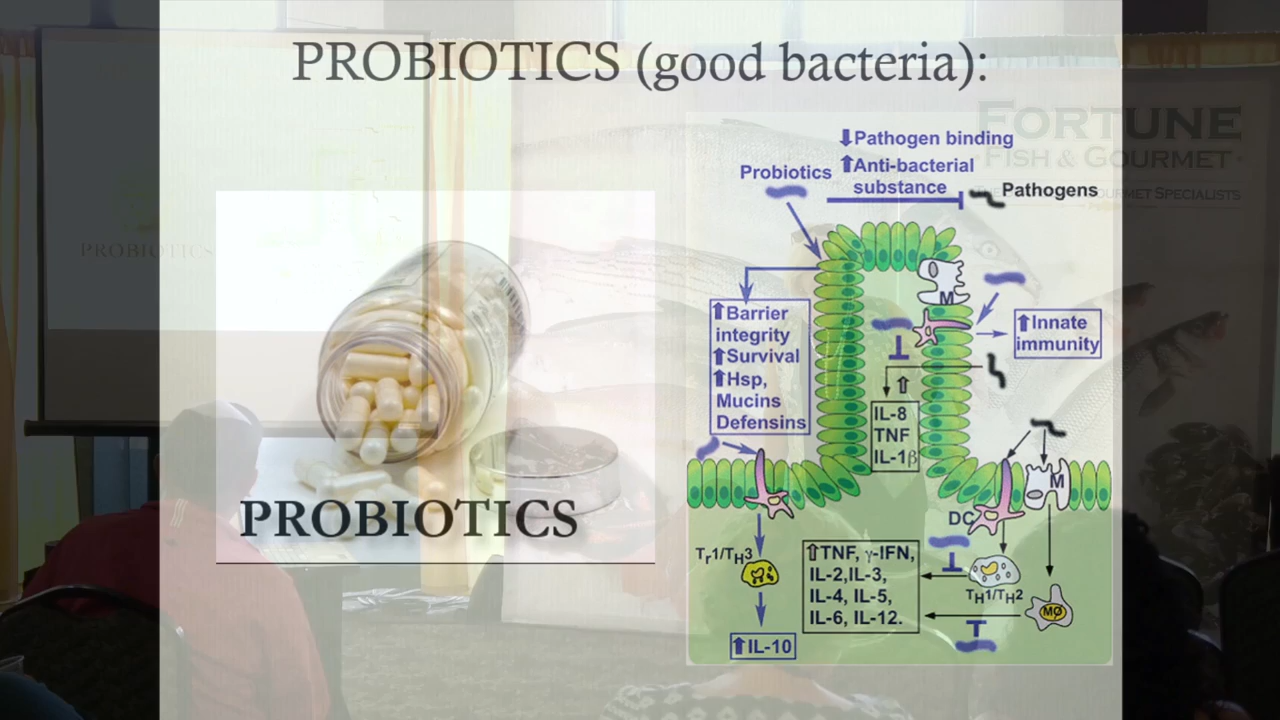 PROBIOTICS (good bacteria):
FORTUNE
FISH & GOURMET
OURMET SPECIALISTS
PROBIOTICS
PROBIOTICS
⬇Pathogen binding
⬆Anti-bacterial
substance
Probiotics
Pathogens
M
⬆Barrier
integrity
⬆Survival
⬆Hsp,
Mucins
Defensins
⬆Innate
immunity
⇧
IL-8
TNF
IL-1β
M
DC
Tr1/TH3
⇧TNF, γ-IFN,
IL-2,IL-3,
IL-4, IL-5,
IL-6, IL-12.
TH1/TH2
MØ
⬆IL-10